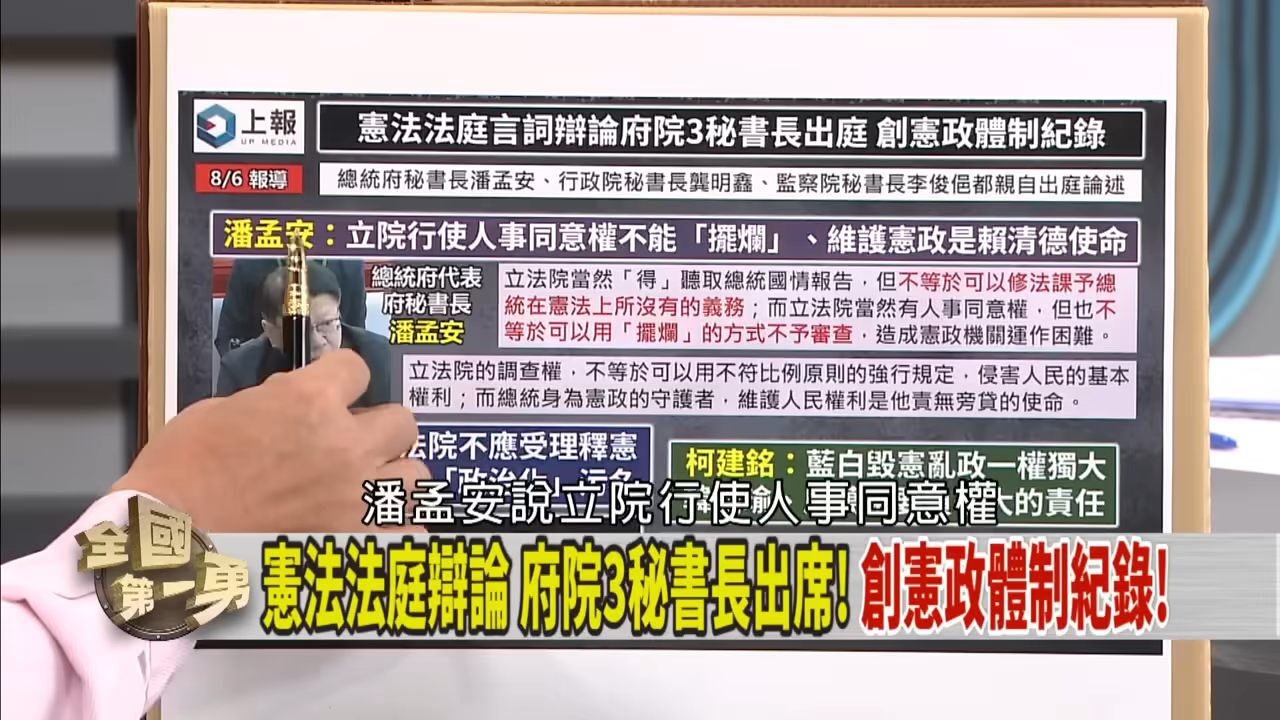 上報
UP MEDIA
憲法法庭言詞辯論府院3秘書長出庭 創憲政體制紀錄
8/6 報導
總統府秘書長潘孟安、行政院秘書長龔明鑫、監察院秘書長李俊俋都親自出庭論述
潘孟安：立院行使人事同意權不能「擺爛」、維護憲政是賴清德使命
總統府代表
府秘書長
潘孟安
立法院當然「得」聽取總統國情報告，但不等於可以修法課予總
統在憲法上所沒有的義務；而立法院當然有人事同意權，但也不
等於可以用「擺爛」的方式不予審查，造成憲政機關運作困難。
立法院的調查權，不等於可以用不符比例原則的強行規定，侵害人民的基本
權利；而總統身為憲政的守護者，維護人民權利是他責無旁貸的使命。
法院不應受理釋憲
「政治化」
柯建銘：藍白毀憲亂政一權獨大
大的責任
潘孟安說立院行使人事同意權
全國第一勇
憲法法庭辯論 府院3秘書長出席! 創憲政體制紀錄!